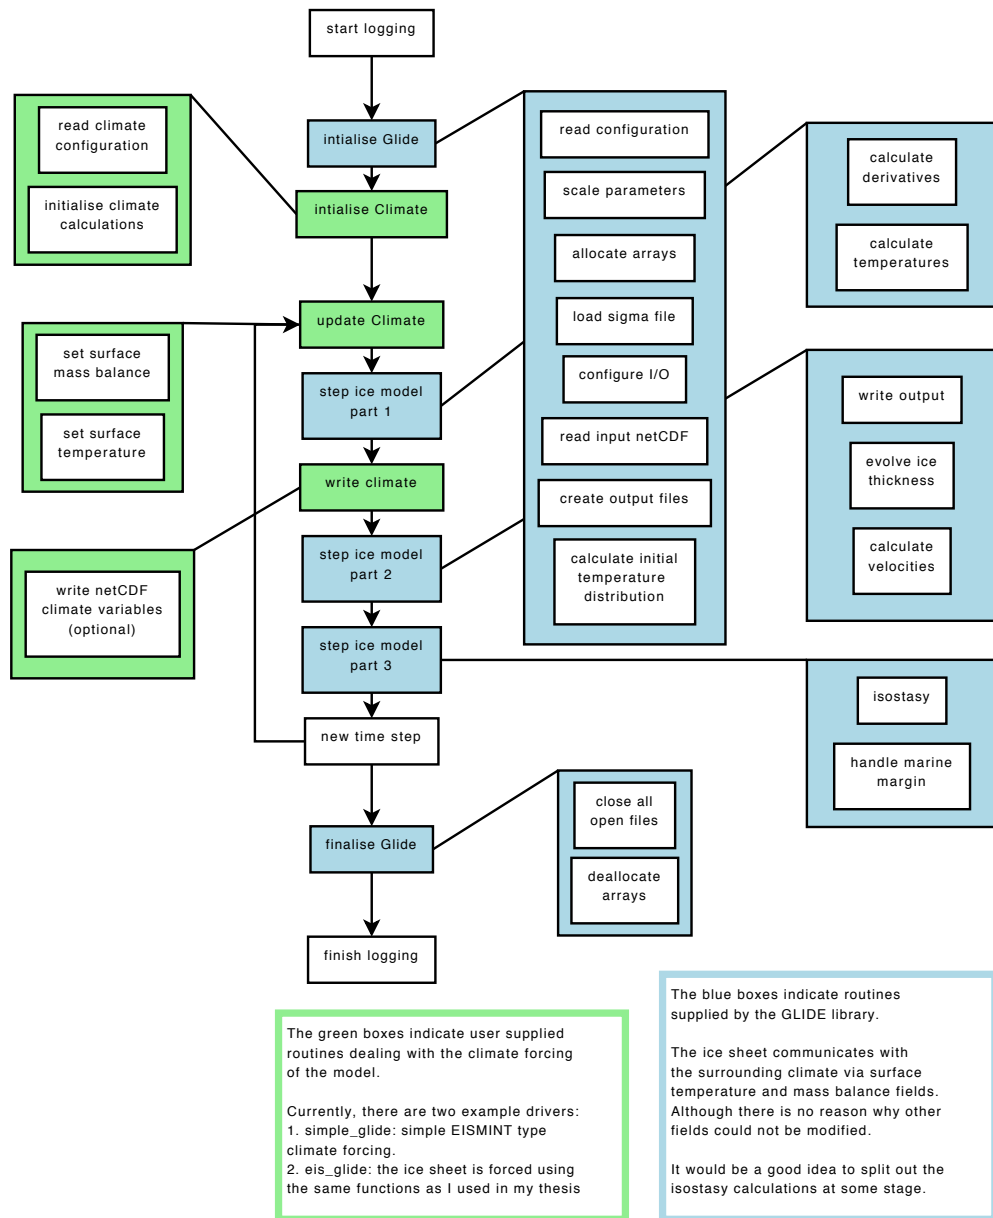 start logging
intialise Glide
intialise Climate
update Climate
step ice model
part 1
write climate
step ice model
part 2
step ice model
part 3
new time step
finalise Glide
finish logging
read climate
configuration
initialise climate
calculations
set surface
mass balance
set surface
temperature
write netCDF
climate variables
(optional)
read configuration
scale parameters
allocate arrays
load sigma file
configure I/O
read input netCDF
create output files
calculate initial
temperature
distribution
calculate
derivatives
calculate
temperatures
write output
evolve ice
thickness
calculate
velocities
isostasy
handle marine
margin
close all
open files
deallocate
arrays
The green boxes indicate user supplied
routines dealing with the climate forcing
of the model.
Currently, there are two example drivers:
1. simple_glide: simple EISMINT type
climate forcing.
2. eis_glide: the ice sheet is forced using
the same functions as I used in my thesis
The blue boxes indicate routines
supplied by the GLIDE library.
The ice sheet communicates with
the surrounding climate via surface
temperature and mass balance fields.
Although there is no reason why other
fields could not be modified.
It would be a good idea to split out the
isostasy calculations at some stage.